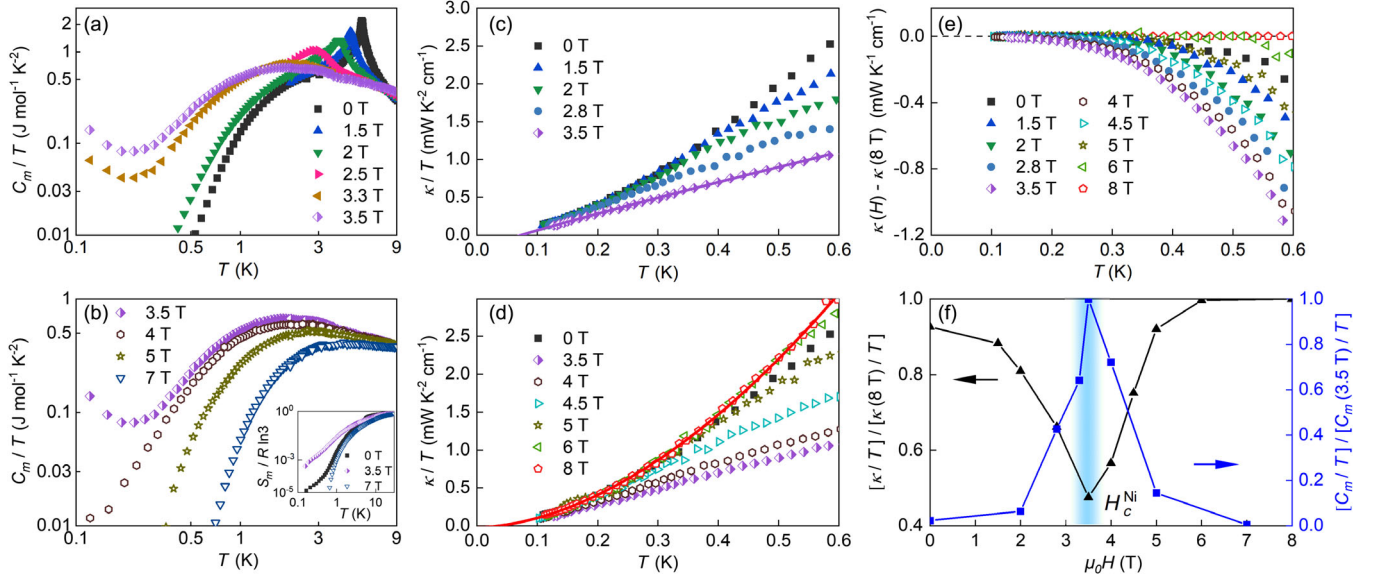 (a)
C_m / T (J mol⁻¹ K⁻²)
2
1
0.5
0.1
0.03
0.01
0 T
1.5 T
2 T
2.5 T
3.3 T
3.5 T
0.1 0.5 1 3 9
T (K)
(b)
C_m / T (J mol⁻¹ K⁻²)
1
0.5
0.1
0.03
0.01
3.5 T
4 T
5 T
7 T
S_m / R ln3
10⁰
10⁻³
10⁻⁵
0 T
3.5 T
7 T
0.1 1 10
T (K)
0.1 0.5 1 3 9
T (K)
(c)
κ / T (mW K⁻² cm⁻¹)
3.0
2.5
2.0
1.5
1.0
0.5
0.0
0 T
1.5 T
2 T
2.8 T
3.5 T
0.0 0.1 0.2 0.3 0.4 0.5 0.6
T (K)
(d)
κ / T (mW K⁻² cm⁻¹)
2.5
2.0
1.5
1.0
0.5
0.0
0 T
3.5 T
4 T
4.5 T
5 T
6 T
8 T
0.0 0.1 0.2 0.3 0.4 0.5 0.6
T (K)
(e)
κ(H) - κ(8 T) (mW K⁻¹ cm⁻¹)
0.0
-0.4
-0.8
-1.2
0 T 4 T
1.5 T 4.5 T
2 T 5 T
2.8 T 6 T
3.5 T 8 T
0.0 0.1 0.2 0.3 0.4 0.5 0.6
T (K)
(f)
[κ / T] / [κ(8 T) / T]
1.0
0.8
0.6
0.4
H_c^Ni
1.0
0.8
0.6
0.4
0.2
0.0
[C_m / T] / [C_m (3.5 T) / T]
0 2 4 6 8
μ₀H (T)